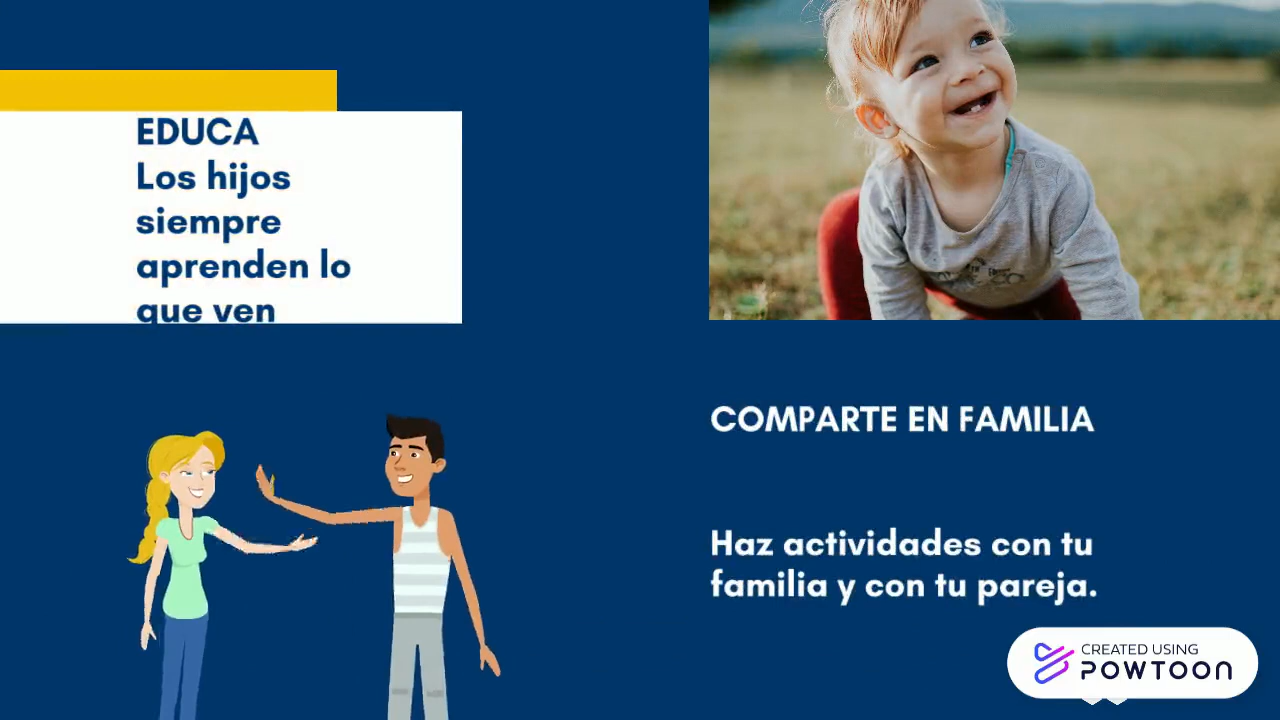 EDUCA
Los hijos
siempre
aprenden lo
que ven
COMPARTE EN FAMILIA
Haz actividades con tu
familia y con tu pareja.
CREATED USING
POWTOON